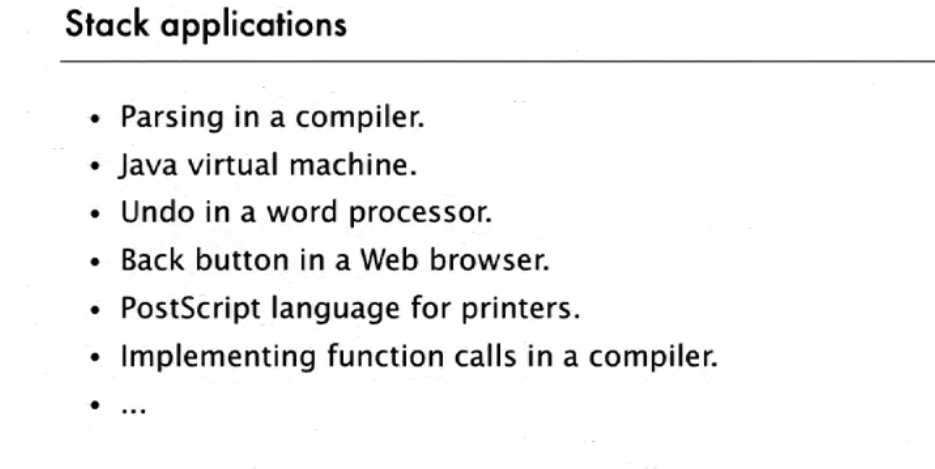 Stack applications
• Parsing in a compiler.
• Java virtual machine.
• Undo in a word processor.
• Back button in a Web browser.
• PostScript language for printers.
• Implementing function calls in a compiler.
• ...